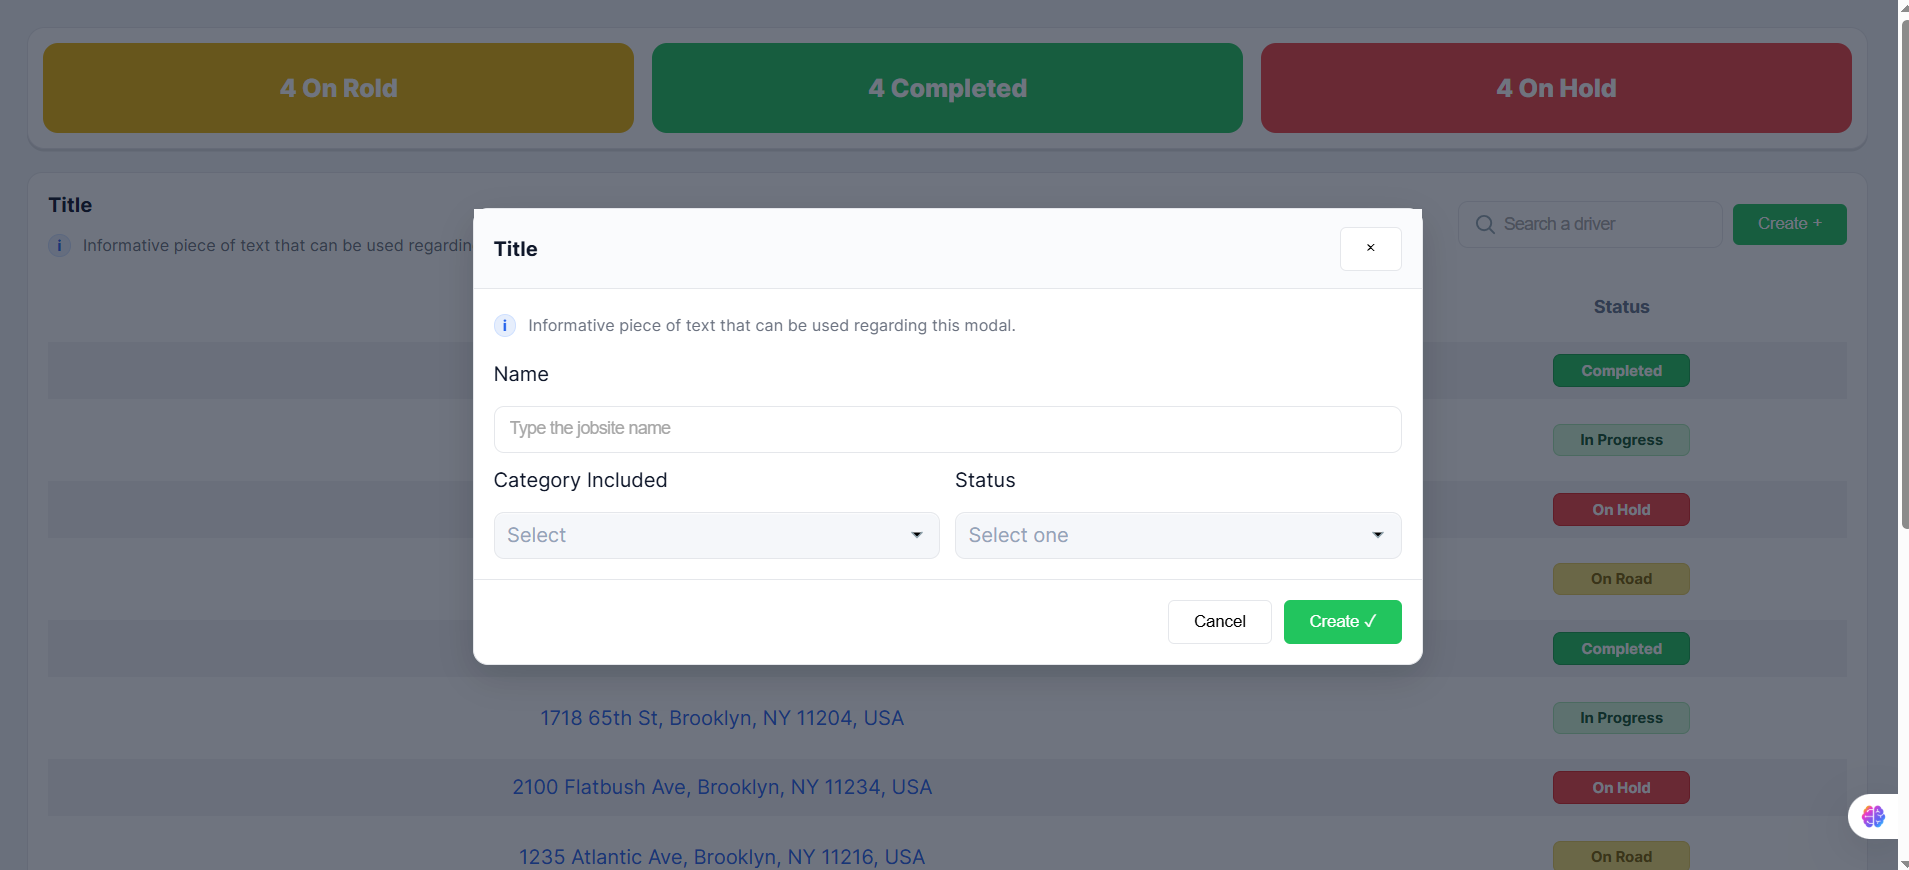 4 On Rold
4 Completed
4 On Hold
Title
i Informative piece of text that can be used regardin
Search a driver
Create +
Status
Title
×
i Informative piece of text that can be used regarding this modal.
Name
Type the jobsite name
Category Included
Status
Select
Select one
Cancel
Create ✓
Completed
In Progress
On Hold
On Road
Completed
1718 65th St, Brooklyn, NY 11204, USA
In Progress
2100 Flatbush Ave, Brooklyn, NY 11234, USA
On Hold
1235 Atlantic Ave, Brooklyn, NY 11216, USA
On Road